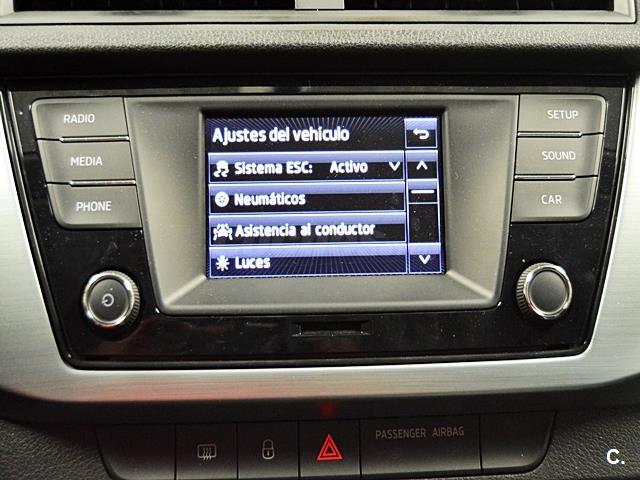 RADIO
MEDIA
PHONE
Ajustes del vehículo
Sistema ESC: Activo
Neumáticos
Asistencia al conductor
Luces
SETUP
SOUND
CAR
PASSENGER AIRBAG
C.